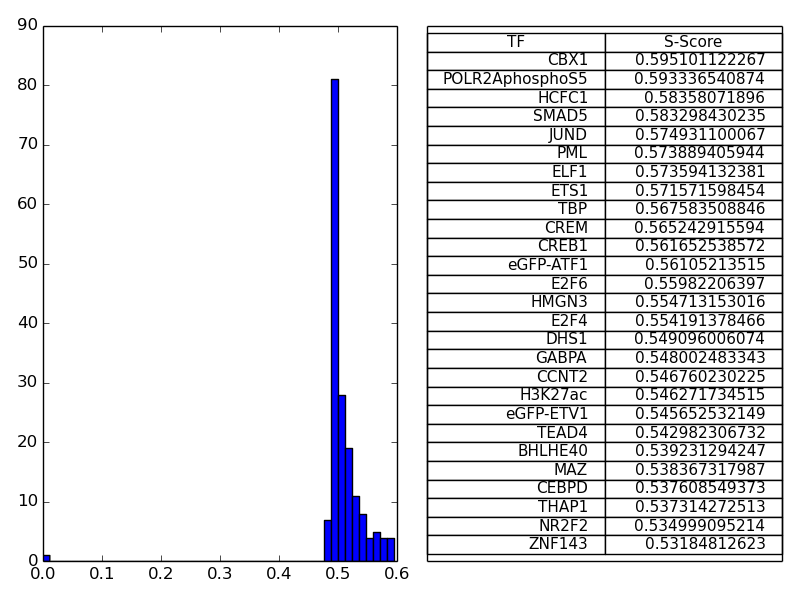 90
80
70
60
50
40
30
20
10
0
0.0 0.1 0.2 0.3 0.4 0.5 0.6
TF S-Score
CBX1 0.595101122267
POLR2AphosphoS5 0.593336540874
HCFC1 0.58358071896
SMAD5 0.583298430235
JUND 0.574931100067
PML 0.573889405944
ELF1 0.573594132381
ETS1 0.571571598454
TBP 0.567583508846
CREM 0.565242915594
CREB1 0.561652538572
eGFP-ATF1 0.56105213515
E2F6 0.55982206397
HMGN3 0.554713153016
E2F4 0.554191378466
DHS1 0.549096006074
GABPA 0.548002483343
CCNT2 0.546760230225
H3K27ac 0.546271734515
eGFP-ETV1 0.545652532149
TEAD4 0.542982306732
BHLHE40 0.539231294247
MAZ 0.538367317987
CEBPD 0.537608549373
THAP1 0.537314272513
NR2F2 0.534999095214
ZNF143 0.53184812623